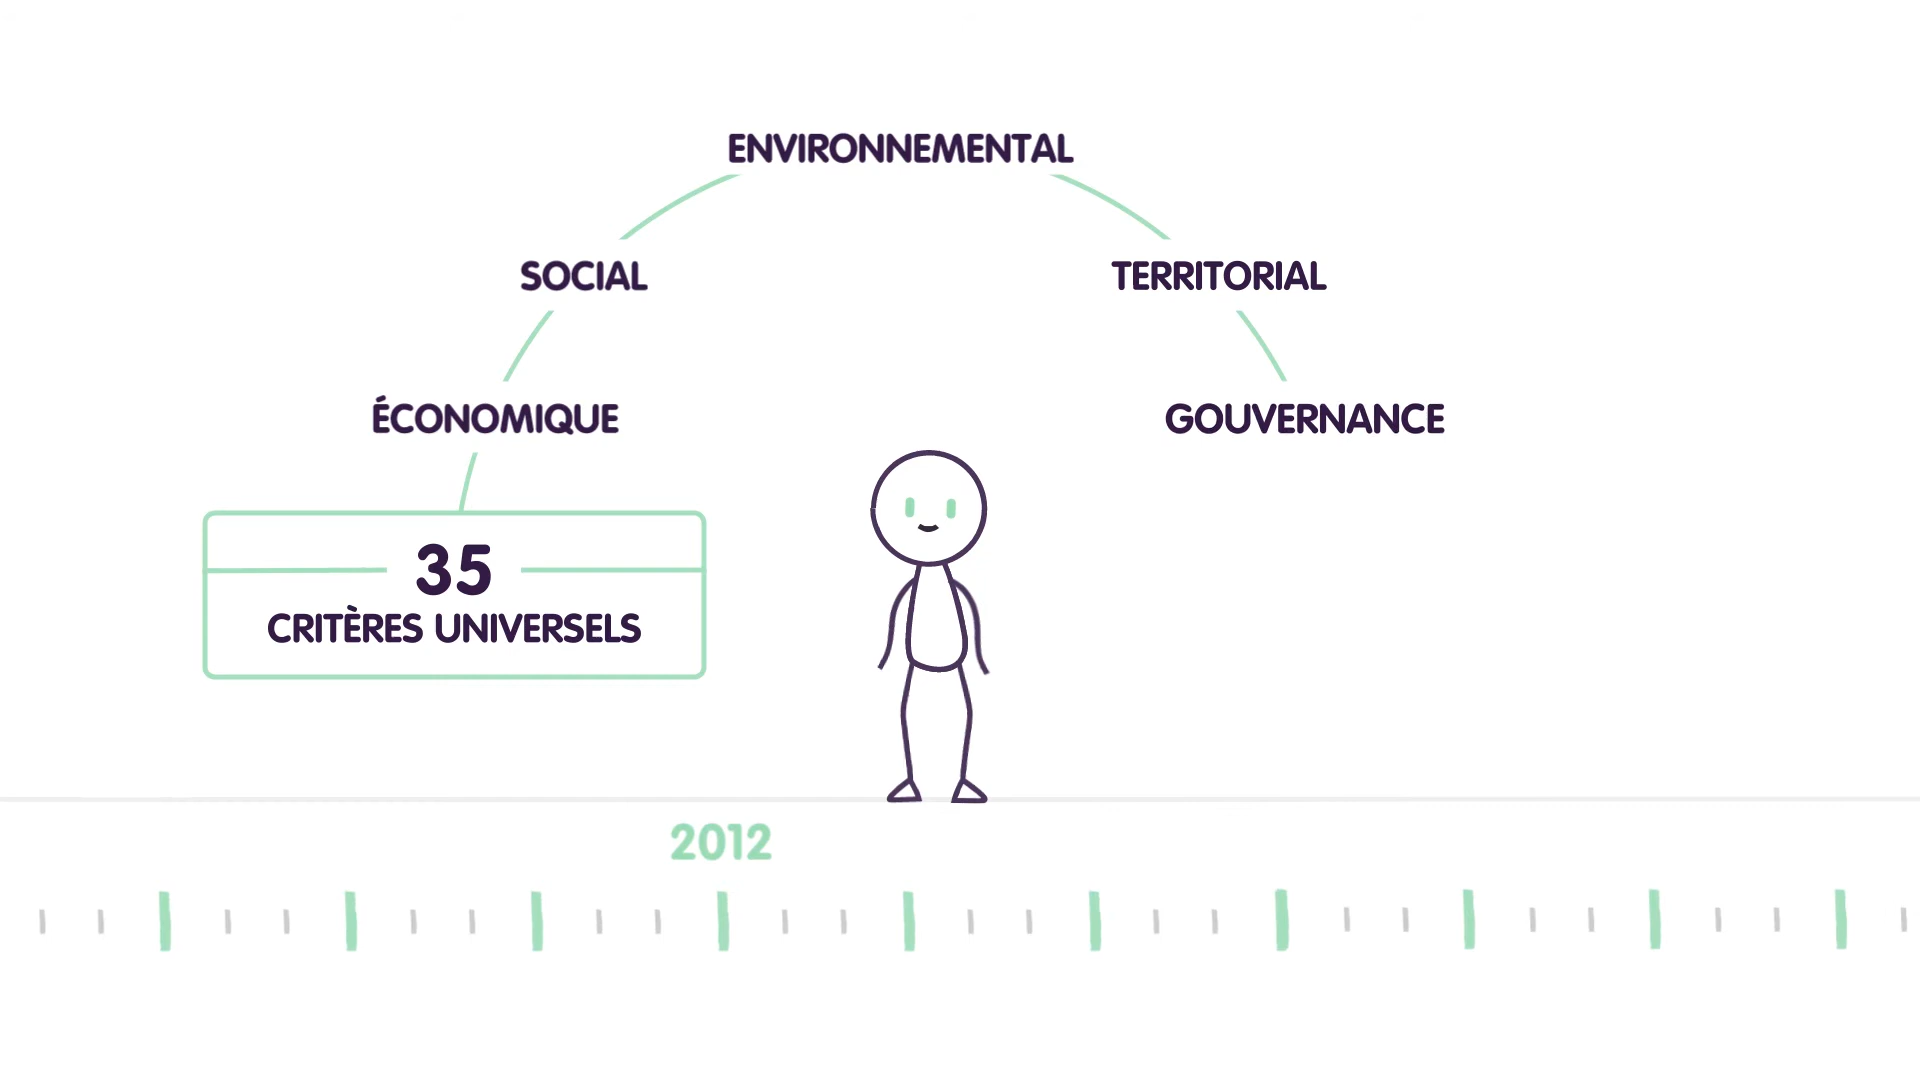 ENVIRONNEMENTAL
SOCIAL
TERRITORIAL
ÉCONOMIQUE
GOUVERNANCE
35
CRITÈRES UNIVERSELS
2012